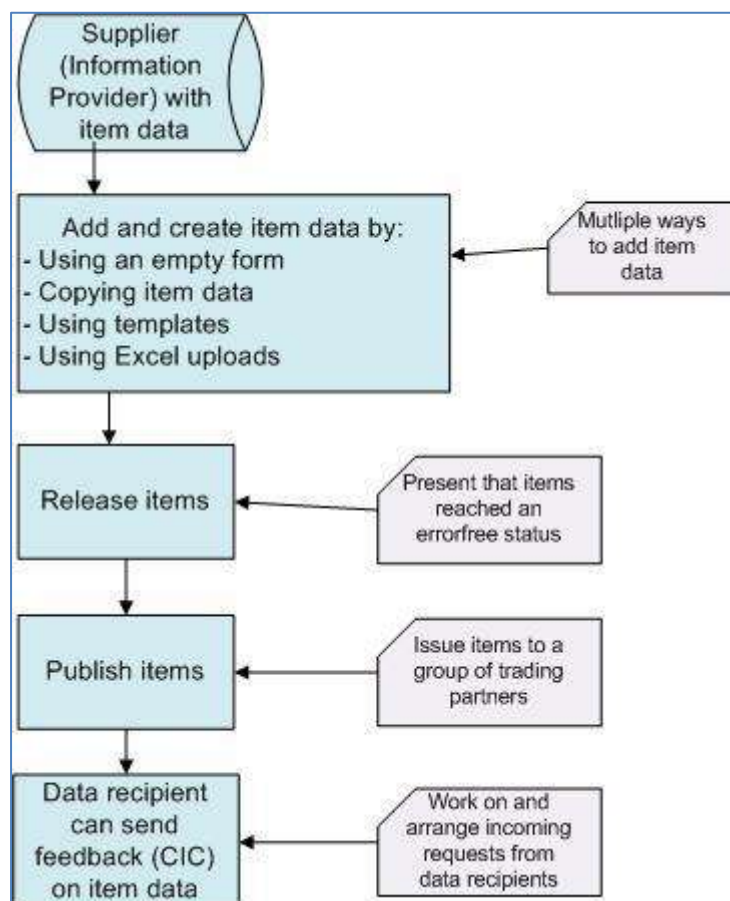 Supplier
(Information
Provider) with
item data
Add and create item data by:
- Using an empty form
- Copying item data
- Using templates
- Using Excel uploads
Mutliple ways
to add item
data
Release items
Present that items
reached an
errorfree status
Publish items
Issue items to a
group of trading
partners
Data recipient
can send
feedback (CIC)
on item data
Work on and
arrange incoming
requests from
data recipients